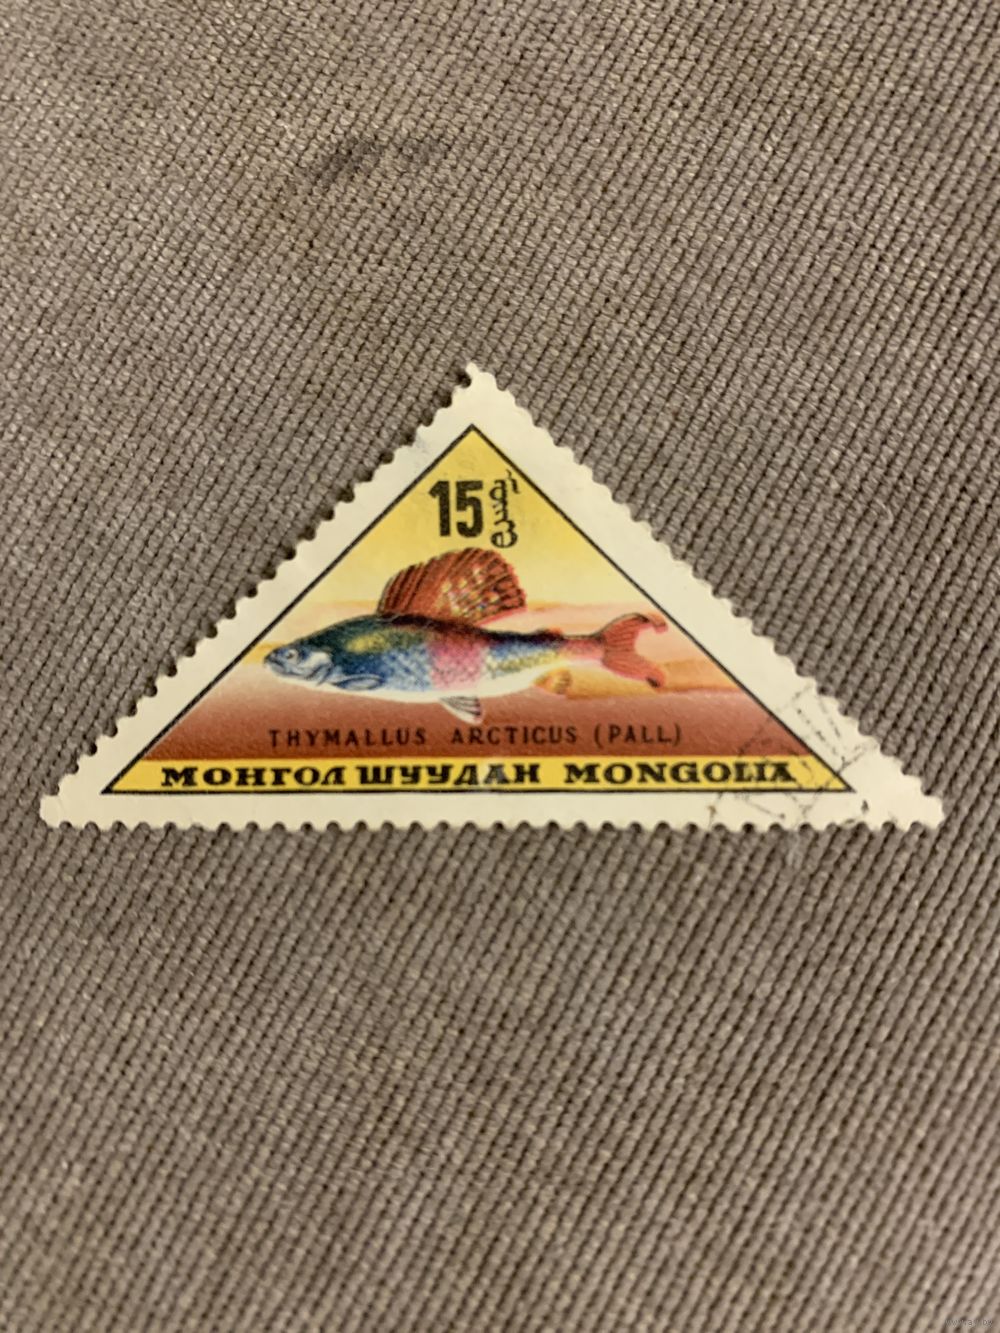 15
THYMALLUS ARCTICUS (PALL)
МОНГОЛ ШУУДАН MONGOLIA